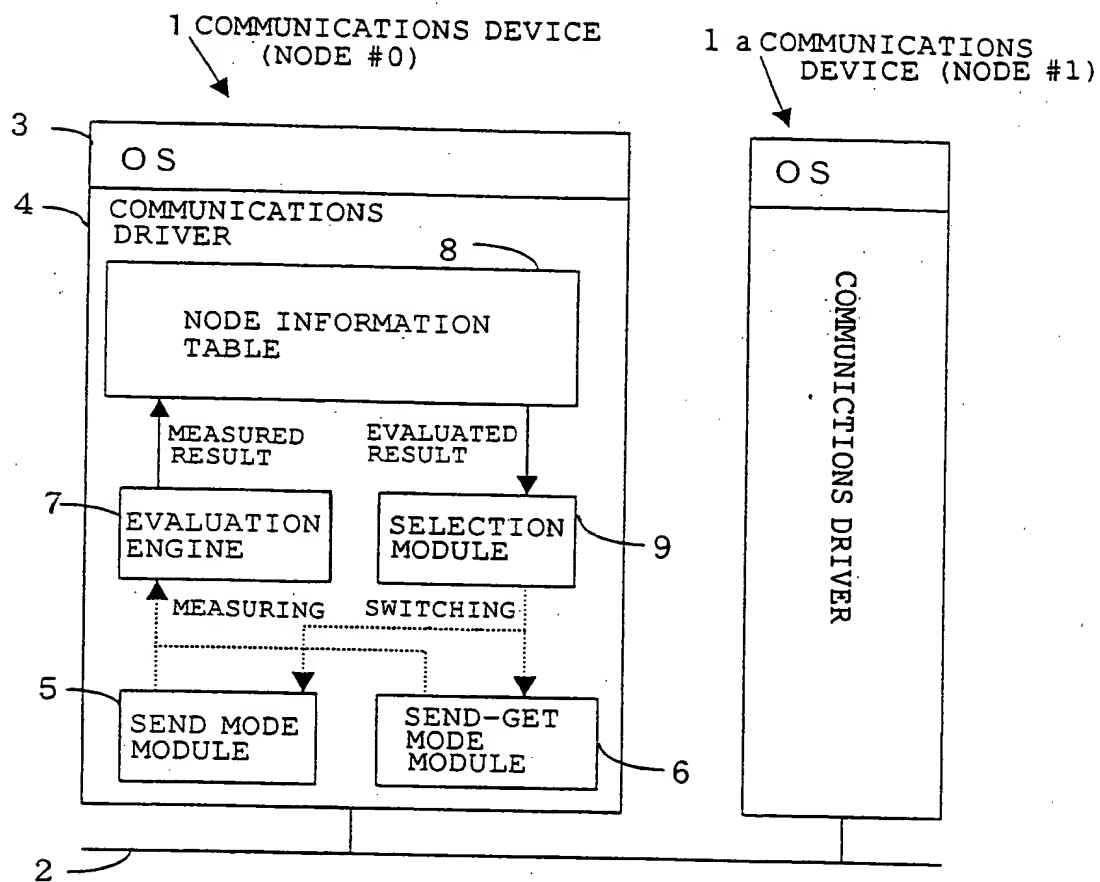 1 COMMUNICATIONS DEVICE
(NODE #0)
1 a COMMUNICATIONS
DEVICE (NODE #1)
3
OS
4
COMMUNICATIONS
DRIVER
8
NODE INFORMATION
TABLE
MEASURED
RESULT
EVALUATED
RESULT
7
EVALUATION
ENGINE
SELECTION
MODULE
9
MEASURING
SWITCHING
5
SEND MODE
MODULE
SEND-GET
MODE
MODULE
6
2
OS
COMMUNICTIONS DRIVER